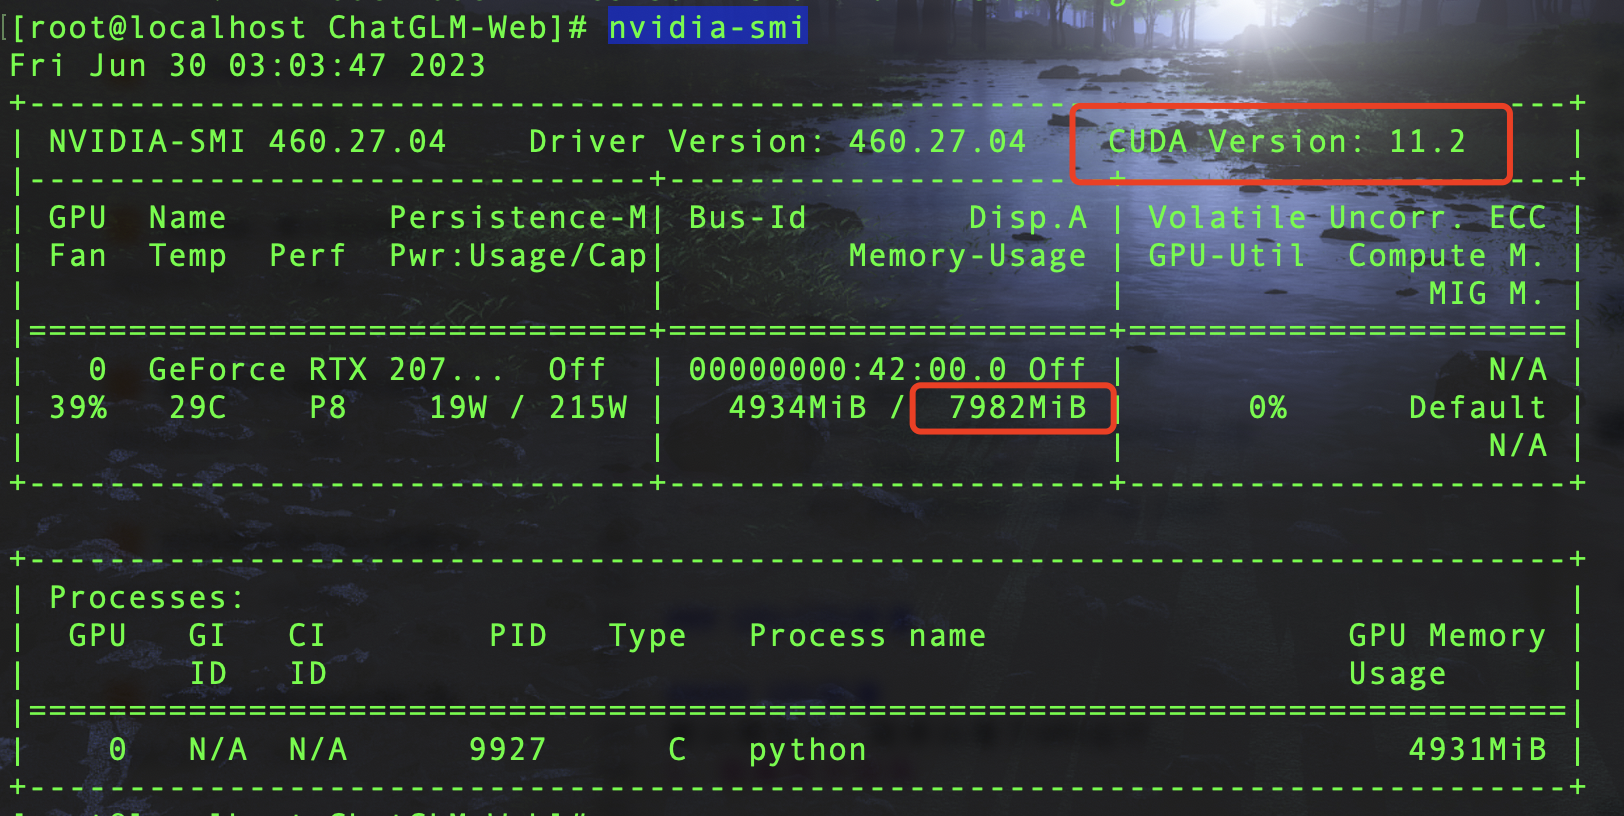 [root@localhost ChatGLM-Web]# nvidia-smi
Fri Jun 30 03:03:47 2023
+-----------------------------------------------------------------------------+
| NVIDIA-SMI 460.27.04    Driver Version: 460.27.04    CUDA Version: 11.2     |
|-------------------------------+----------------------+----------------------+
| GPU  Name        Persistence-M| Bus-Id        Disp.A | Volatile Uncorr. ECC |
| Fan  Temp  Perf  Pwr:Usage/Cap|         Memory-Usage | GPU-Util  Compute M. |
|                               |                      |               MIG M. |
|===============================+======================+======================|
|   0  GeForce RTX 207...  Off  | 00000000:42:00.0 Off |                  N/A |
| 39%   29C    P8    19W / 215W |   4934MiB /  7982MiB |      0%      Default |
|                               |                      |                  N/A |
+-------------------------------+----------------------+----------------------+
+-----------------------------------------------------------------------------+
| Processes:                                                                  |
|  GPU   GI   CI        PID   Type   Process name                  GPU Memory |
|        ID   ID                                                   Usage      |
|=============================================================================|
|    0   N/A  N/A      9927      C   python                           4931MiB |
+-----------------------------------------------------------------------------+